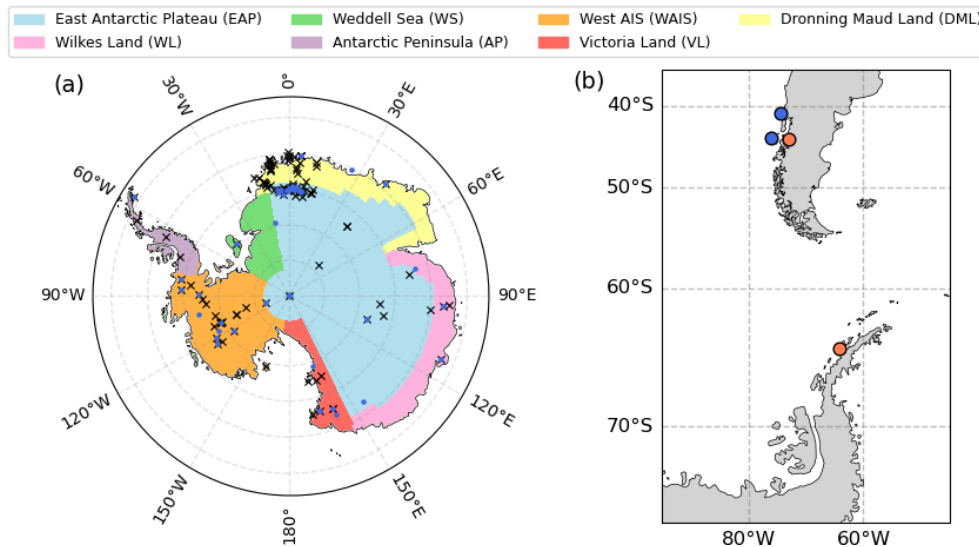 East Antarctic Plateau (EAP) Weddell Sea (WS) West AIS (WAIS) Dronning Maud Land (DML)
Wilkes Land (WL) Antarctic Peninsula (AP) Victoria Land (VL)
(a)
(b)
0°
30°W
30°E
60°W
60°E
90°W
90°E
120°W
120°E
150°W
150°E
180°
40°S
50°S
60°S
70°S
80°W
60°W